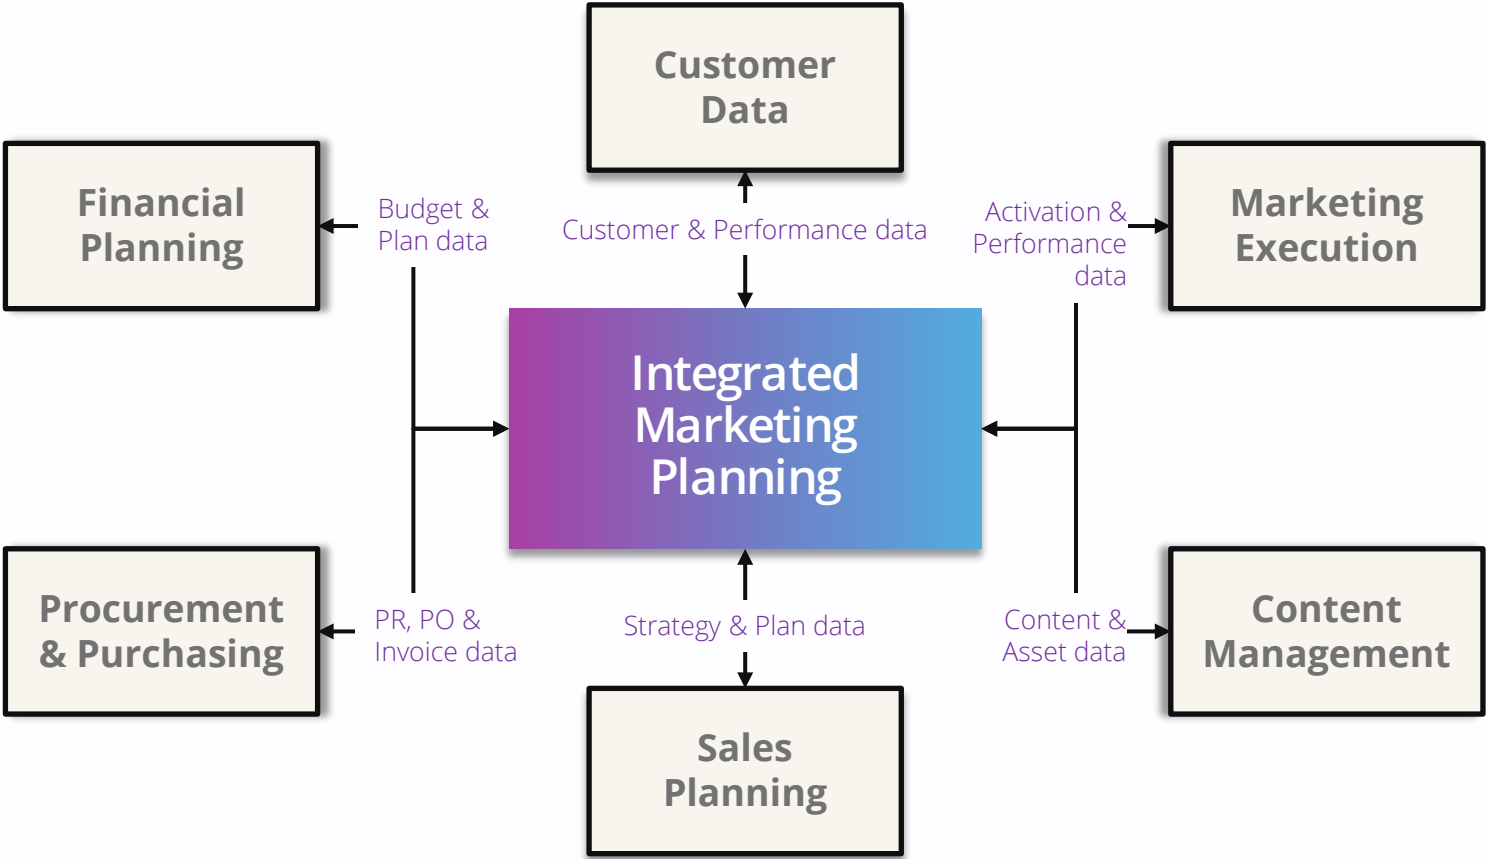 Customer
Data
Financial
Planning
Budget &
Plan data
Customer & Performance data
Activation &
Performance
data
Marketing
Execution
Integrated
Marketing
Planning
Procurement
& Purchasing
PR, PO &
Invoice data
Strategy & Plan data
Content &
Asset data
Content
Management
Sales
Planning